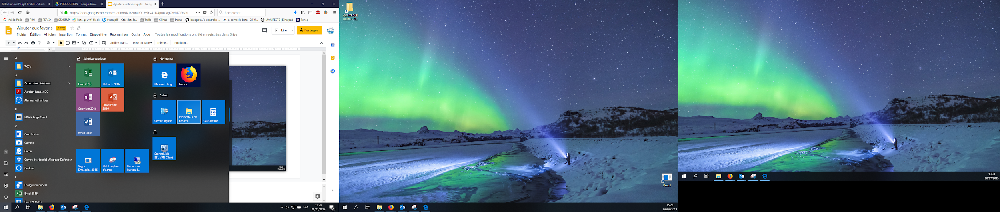 Sélectionnez l'objet Profile Utilisat
PRODUCTION - Google Drive
Ajouter aux favoris.pptx - Goog
https://docs.google.com/presentation/d/1r2nnuYY_H9rK41U4p0o_agQwMOFcKhl
Rechercher
Météo Paris
PRO
PERSO
STARTUP
beta.gouv.fr Slack
StartupJF - Ctés data&...
Trello
Github
Demo
betagouv/e-controle: ...
e-controle-beta - 2019...
MANIFESTE | Etherpad
Tchap
Ajouter aux favoris
.PPTX
Lire
Partager
Fichier Édition Afficher Insertion Format Diapositive Réorganiser Outils Aide
Toutes les modifications ont été enregistrées dans Drive
Arrière-plan...
Mise en page
Thème...
Transition...
#
7-Zip
A
Accessoires Windows
Acrobat Reader DC
Alarmes et horloge
B
BIG-IP Edge Client
C
Calculatrice
Caméra
Cartes
Centre de sécurité Windows Defender
Cortana
E
Enregistreur vocal
Excel 2016
Excel 2016 (1)
Suite bureautique
Excel 2016
Outlook 2016
OneNote 2016
PowerPoint
2016
Word 2016
Skype
Entreprise 2016
Outil Capture
d'écran
Connexion
Bureau à...
Navigateur
Microsoft Edge
Firefox
Autres
Centre logiciel
Explorateur de
fichiers
Calculatrice
Stormshield
SSL VPN Client
FRA
15:28
08/07/2019
2
CONTROLE
DEMO - R...
Pencil
15:28
08/07/2019
15:28
08/07/2019